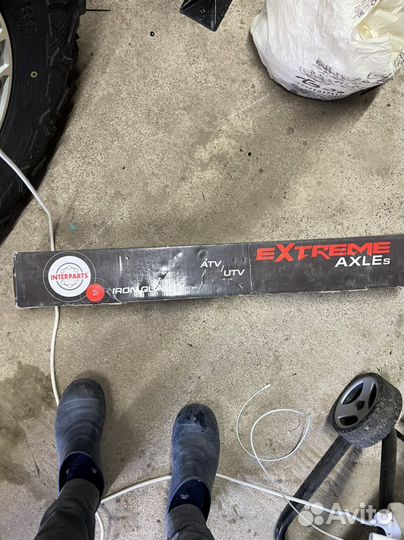 INTERPARTS
IRON QUA
ATV
UTV
EXTREME
AXLES
Avito